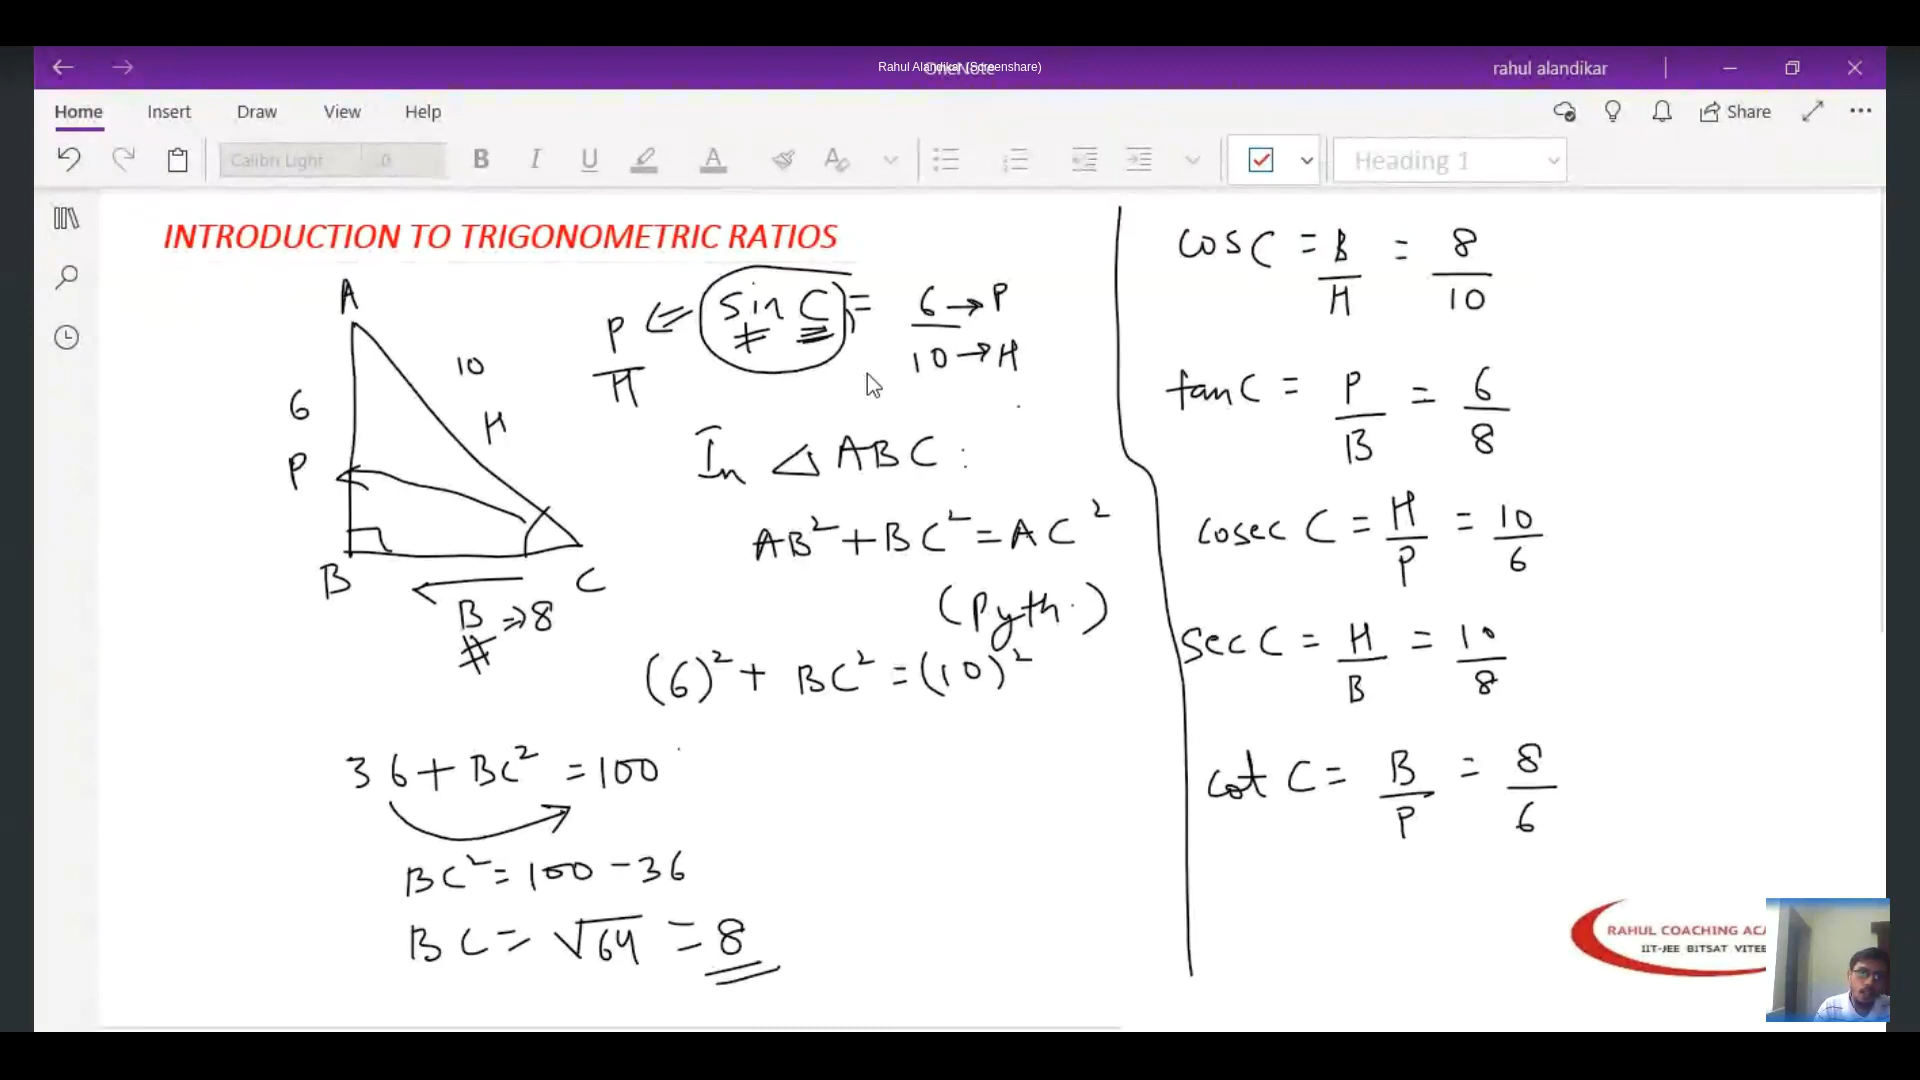 Rahul Alandikar (Screenshare)
rahul alandikar
Home Insert Draw View Help
Share
Calibri Light
B I U A
Heading 1
INTRODUCTION TO TRIGONOMETRIC RATIOS
A
6
P
10
H
B
C
B ⇒ 8
P/H ⇐ sin C = 6 → P / 10 → H
In △ ABC :
AB² + BC² = AC²
(Pyth.)
(6)² + BC² = (10)²
36 + BC² = 100
BC² = 100 - 36
BC = √64 = 8
cos C = B/H = 8/10
tan C = P/B = 6/8
cosec C = H/P = 10/6
sec C = H/B = 10/8
cot C = B/P = 8/6
RAHUL COACHING
IIT-JEE BITSAT